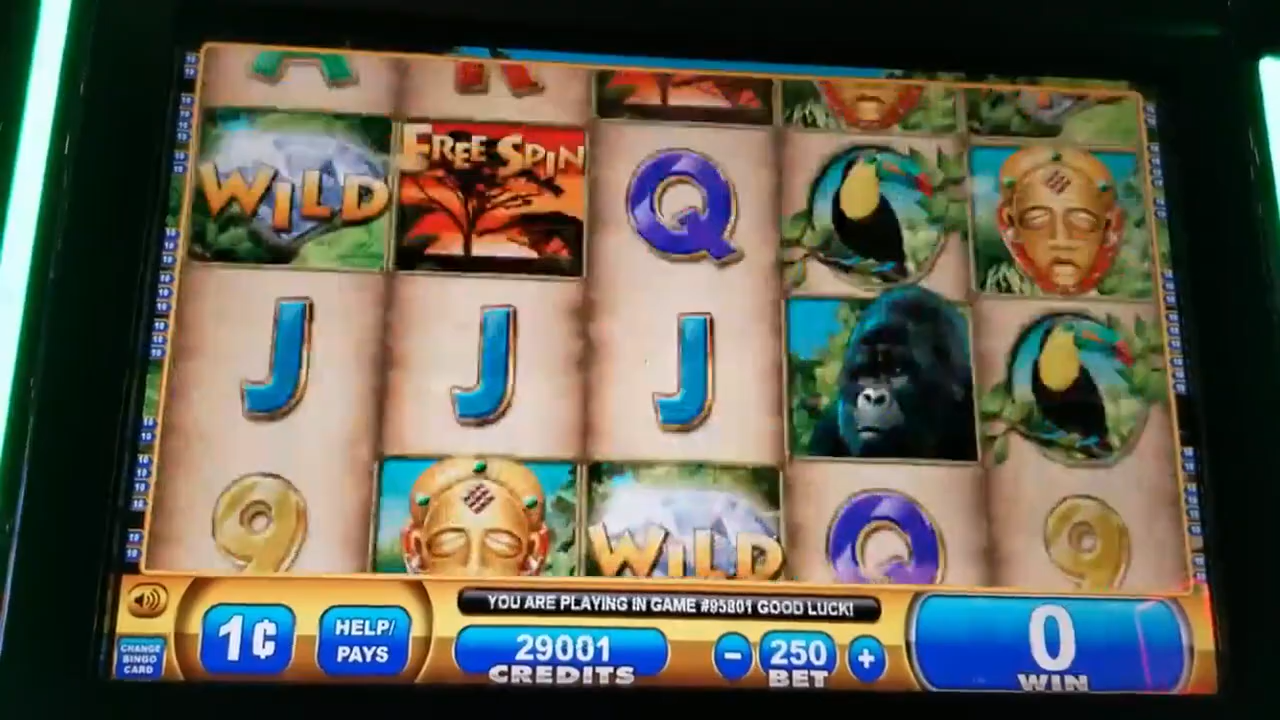 A K
WILD FREE SPIN Q
J J J
9 WILD Q 9
YOU ARE PLAYING IN GAME #95801 GOOD LUCK!
CHANGE
BINGO
CARD
1¢
HELP/
PAYS
29001
CREDITS
-
250
BET
+
0
WIN